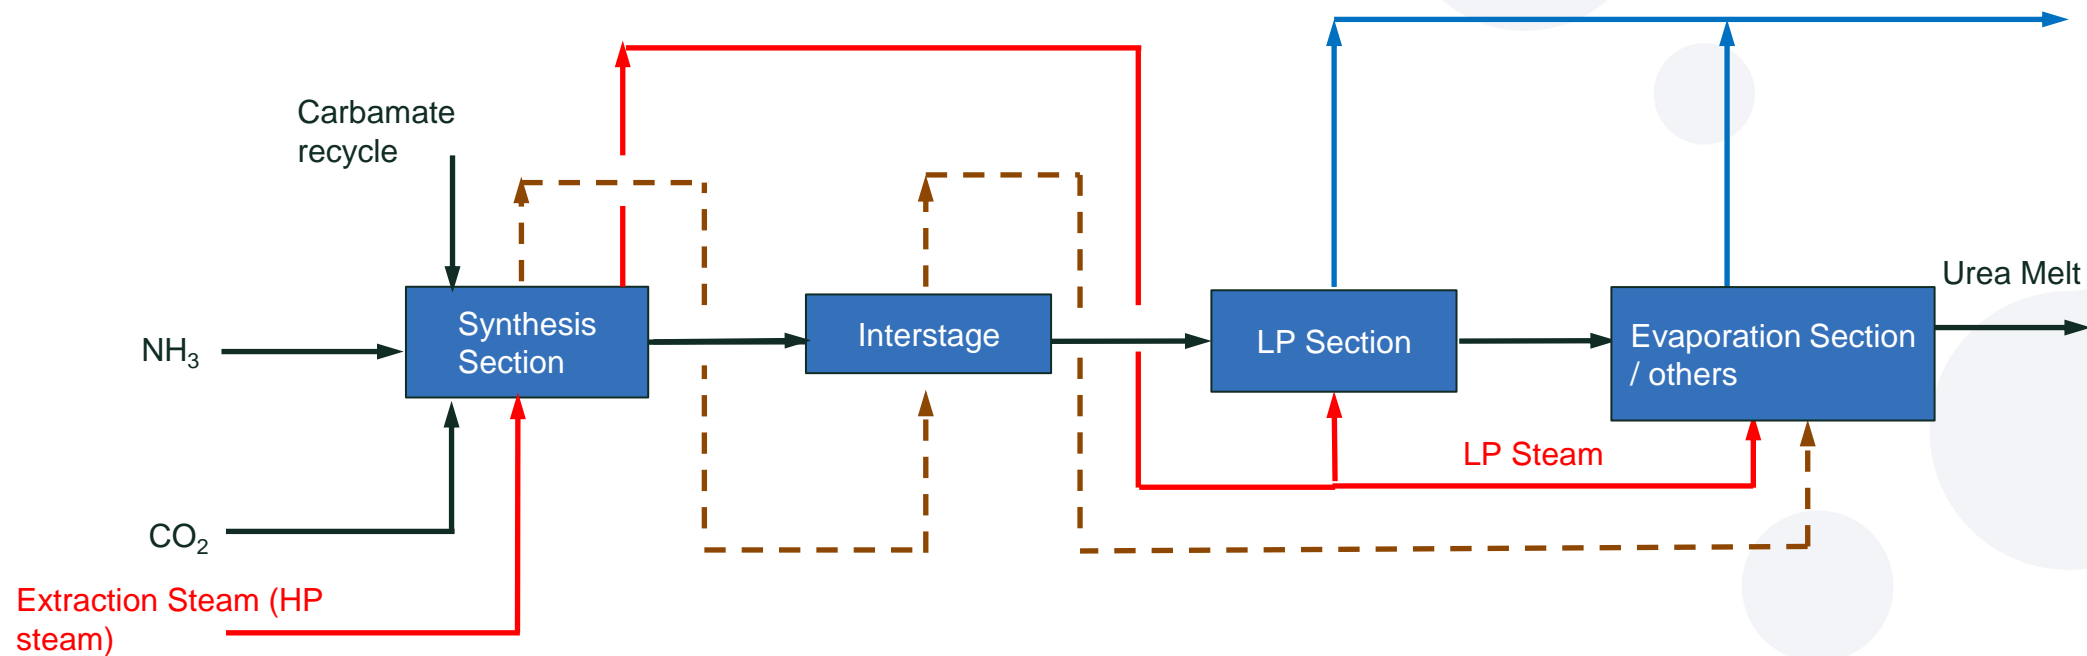 Carbamate
recycle
Urea Melt
Synthesis
Section
Interstage
LP Section
Evaporation Section
/ others
NH₃
LP Steam
CO₂
Extraction Steam (HP
steam)